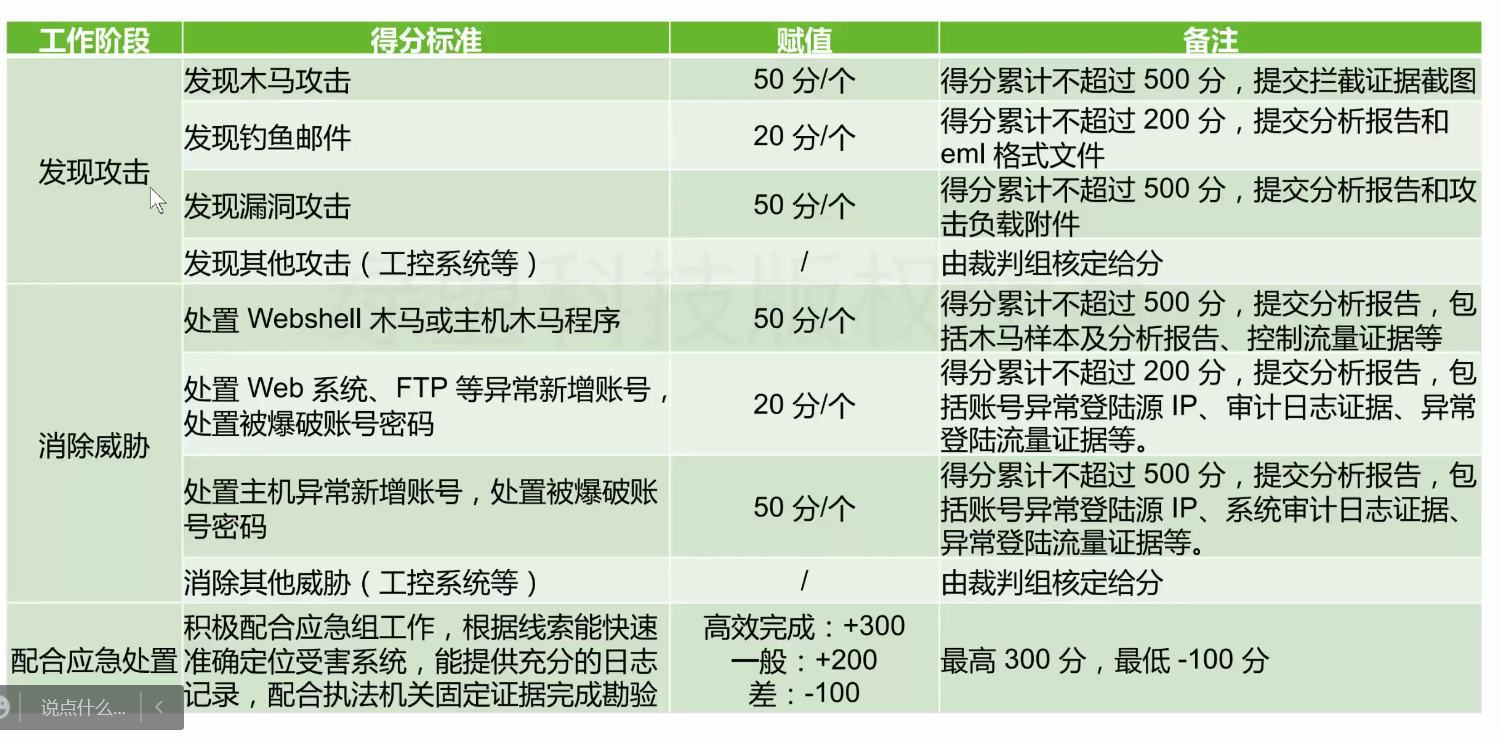 工作阶段 得分标准 赋值 备注
发现攻击
发现木马攻击 50 分/个 得分累计不超过 500 分，提交拦截证据截图
发现钓鱼邮件 20 分/个 得分累计不超过 200 分，提交分析报告和
eml 格式文件
发现漏洞攻击 50 分/个 得分累计不超过 500 分，提交分析报告和攻
击负载附件
发现其他攻击（工控系统等） / 由裁判组核定给分
消除威胁
处置 Webshell 木马或主机木马程序 50 分/个 得分累计不超过 500 分，提交分析报告，包
括木马样本及分析报告、控制流量证据等
处置 Web 系统、FTP 等异常新增账号，
处置被爆破账号密码
20 分/个
得分累计不超过 200 分，提交分析报告，包
括账号异常登陆源 IP、审计日志证据、异常
登陆流量证据等。
处置主机异常新增账号，处置被爆破账
号密码
50 分/个
得分累计不超过 500 分，提交分析报告，包
括账号异常登陆源 IP、系统审计日志证据、
异常登陆流量证据等。
消除其他威胁（工控系统等） / 由裁判组核定给分
配合应急处置
积极配合应急组工作，根据线索能快速
准确定位受害系统，能提供充分的日志
记录，配合执法机关固定证据完成勘验
高效完成：+300
一般：+200
差：-100
最高 300 分，最低 -100 分
说点什么...
绿盟科技版权